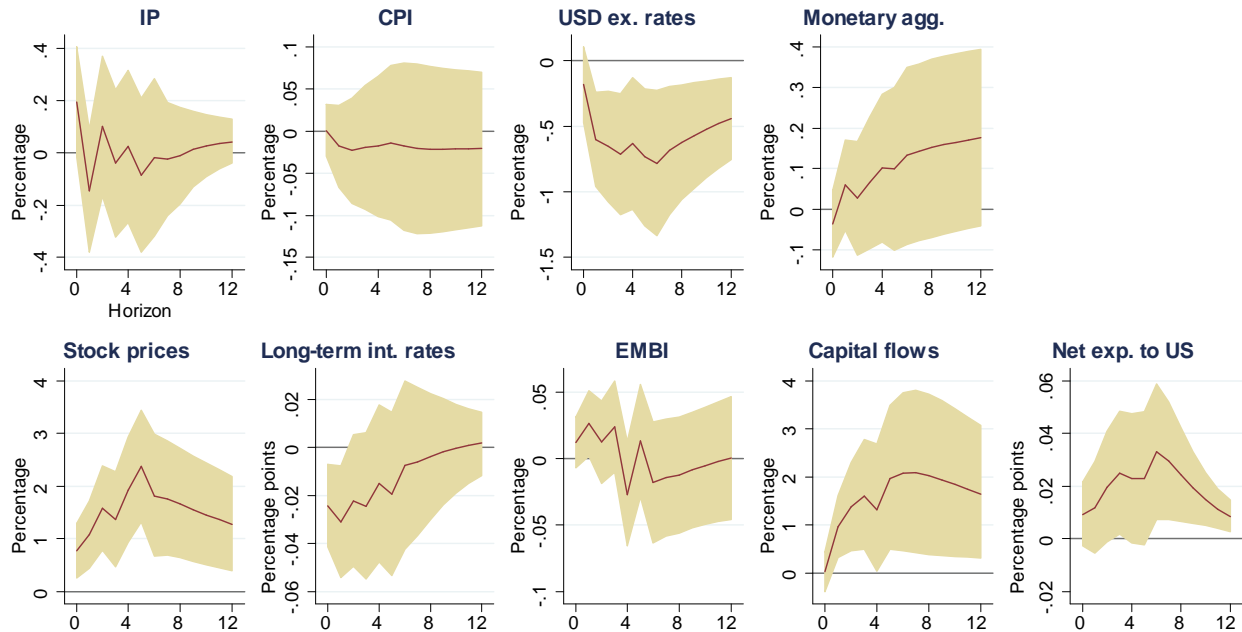 IP
Percentage
.4
.2
0
-.2
-.4
0 4 8 12
Horizon
CPI
Percentage
.1
.05
0
-.05
-.1
-.15
0 4 8 12
USD ex. rates
Percentage
0
-.5
-1
-1.5
0 4 8 12
Monetary agg.
Percentage
.4
.3
.2
.1
0
-.1
0 4 8 12
Stock prices
Percentage
4
3
2
1
0
0 4 8 12
Long-term int. rates
Percentage points
.02
0
-.02
-.04
-.06
0 4 8 12
EMBI
Percentage
.05
0
-.05
-.1
0 4 8 12
Capital flows
Percentage
4
3
2
1
0
0 4 8 12
Net exp. to US
Percentage points
.06
.04
.02
0
-.02
0 4 8 12